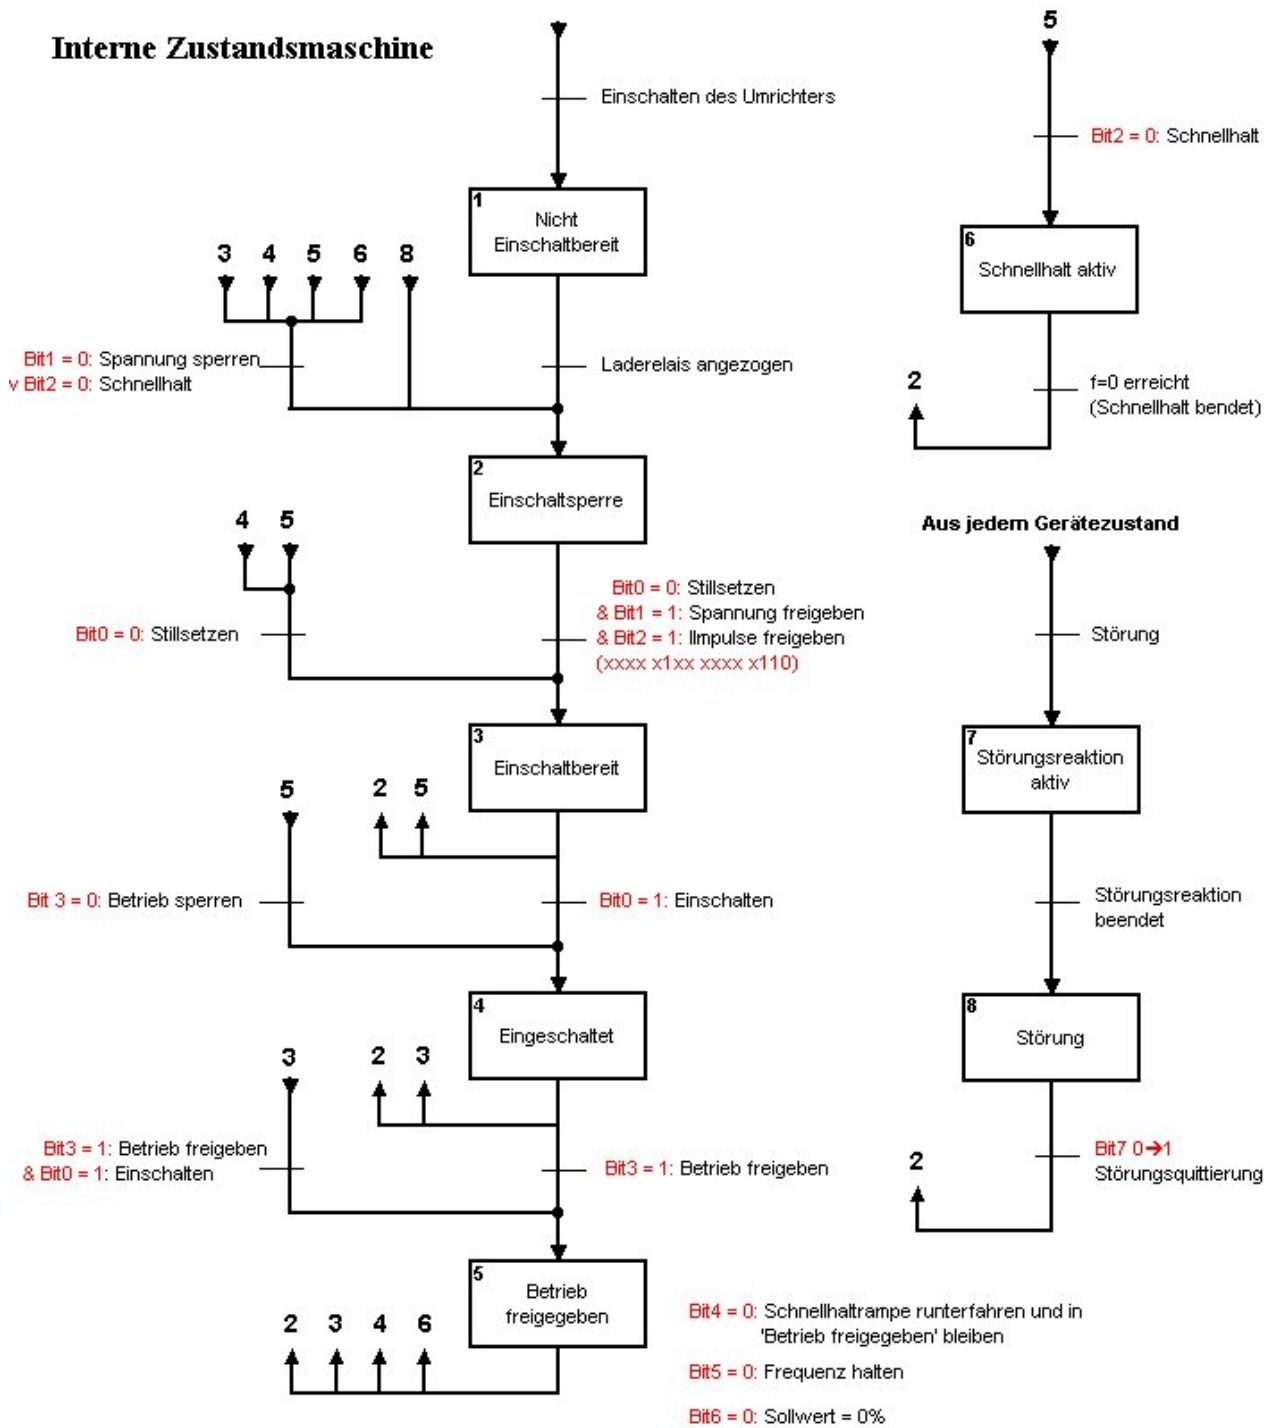 Interne Zustandsmaschine
Einschalten des Umrichters
1
Nicht
Einschaltbereit
3 4 5 6 8
Bit1 = 0: Spannung sperren
v Bit2 = 0: Schnellhalt
Laderelais angezogen
2
Einschaltsperre
4 5
Bit0 = 0: Stillsetzen
Bit0 = 0: Stillsetzen
& Bit1 = 1: Spannung freigeben
& Bit2 = 1: IImpulse freigeben
(xxxx x1xx xxxx x110)
3
Einschaltbereit
5
2 5
Bit 3 = 0: Betrieb sperren
Bit0 = 1: Einschalten
4
Eingeschaltet
3
2 3
Bit3 = 1: Betrieb freigeben
& Bit0 = 1: Einschalten
Bit3 = 1: Betrieb freigeben
5
Betrieb
freigegeben
2 3 4 6
Bit4 = 0: Schnellhaltrampe runterfahren und in
'Betrieb freigegeben' bleiben
Bit5 = 0: Frequenz halten
Bit6 = 0: Sollwert = 0%
5
Bit2 = 0: Schnellhalt
6
Schnellhalt aktiv
2
f=0 erreicht
(Schnellhalt bendet)
Aus jedem Gerätezustand
Störung
7
Störungsreaktion
aktiv
Störungsreaktion
beendet
8
Störung
2
Bit7 0➔1
Störungsquittierung